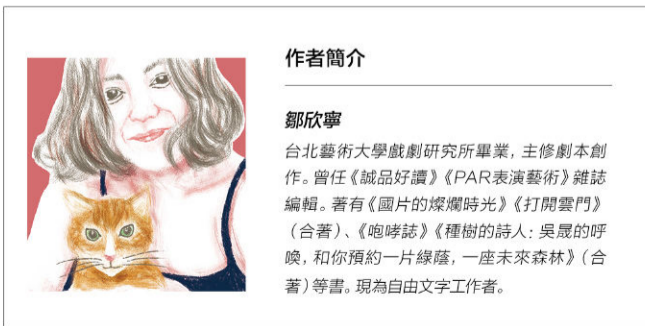 作者簡介
鄒欣寧
台北藝術大學戲劇研究所畢業，主修劇本創
作。曾任《誠品好讀》《PAR表演藝術》雜誌
編輯。著有《國片的燦爛時光》《打開雲門》
（合著）、《咆哮誌》《種樹的詩人：吳晟的呼
喚，和你預約一片綠蔭，一座未來森林》（合
著）等書。現為自由文字工作者。